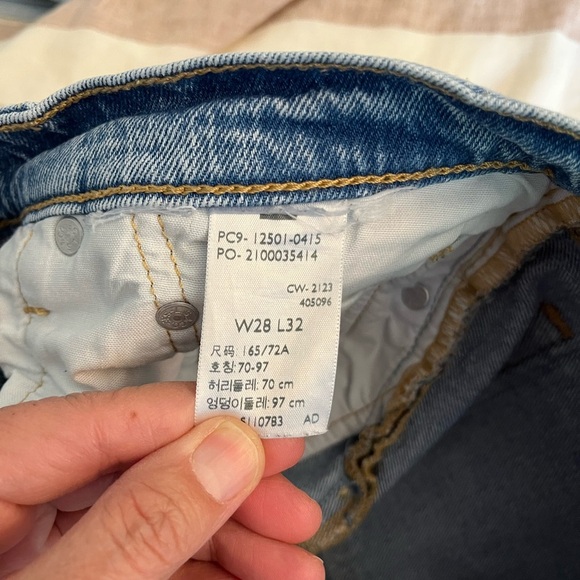 PC9- 12501-0415
PO- 2100035414
CW- 2123
405096
W28 L32
尺码: 165/72A
호칭: 70-97
허리둘레: 70 cm
엉덩이둘레: 97 cm
S110783 AD